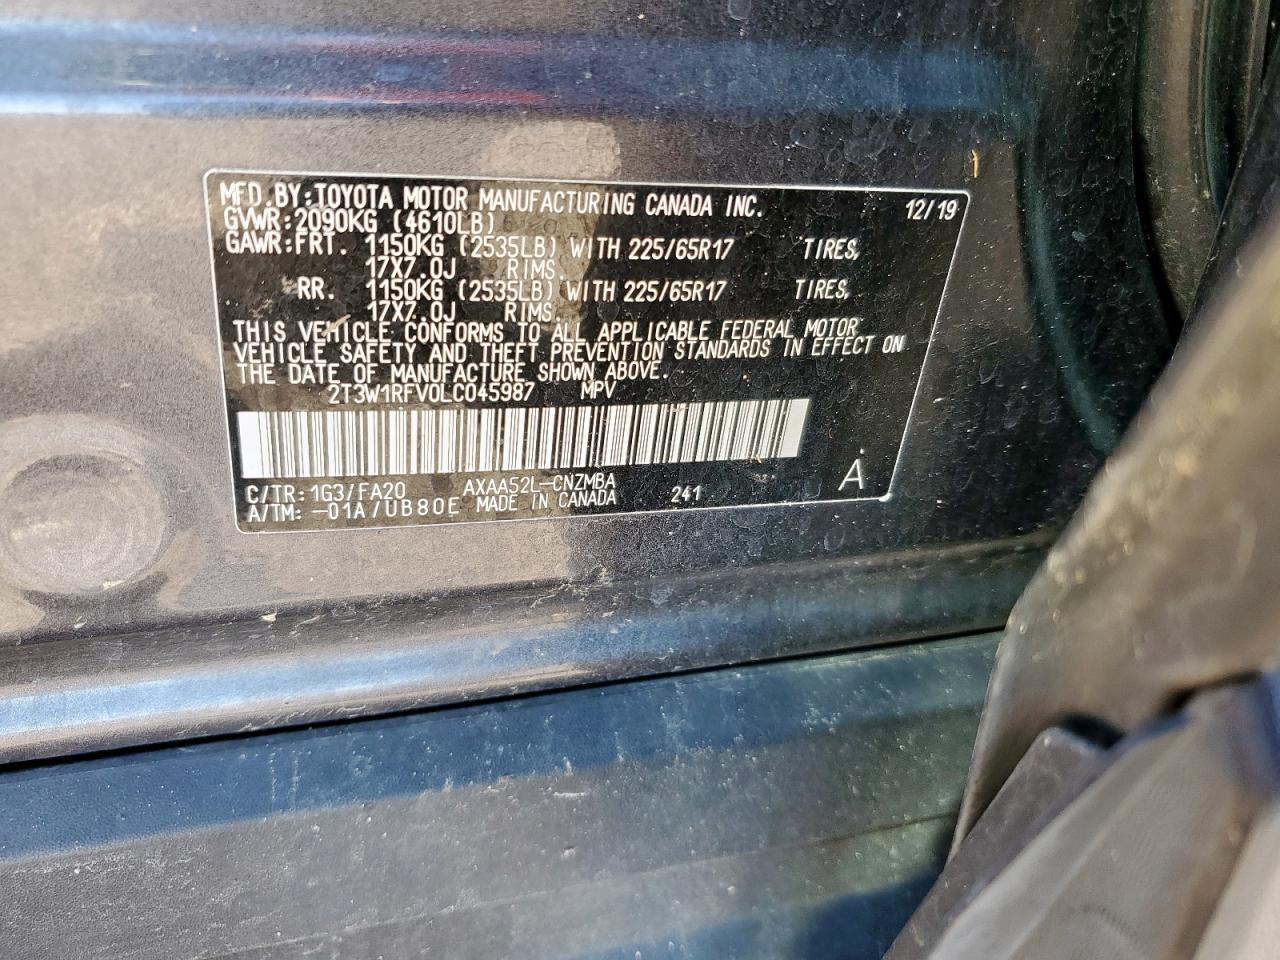 MFD.BY:TOYOTA MOTOR MANUFACTURING CANADA INC. 12/19
GVWR:2090KG (4610LB)
GAWR:FRT. 1150KG (2535LB) WITH 225/65R17 TIRES,
17X7.0J RIMS.
RR. 1150KG (2535LB) WITH 225/65R17 TIRES,
17X7.0J RIMS.
THIS VEHICLE CONFORMS TO ALL APPLICABLE FEDERAL MOTOR
VEHICLE SAFETY AND THEFT PREVENTION STANDARDS IN EFFECT ON
THE DATE OF MANUFACTURE SHOWN ABOVE.
2T3W1RFV0LC045987 MPV
C/TR:1G3/FA20 AXAA52L-CNZMBA 241 A
A/TM:-01A/UB80E MADE IN CANADA